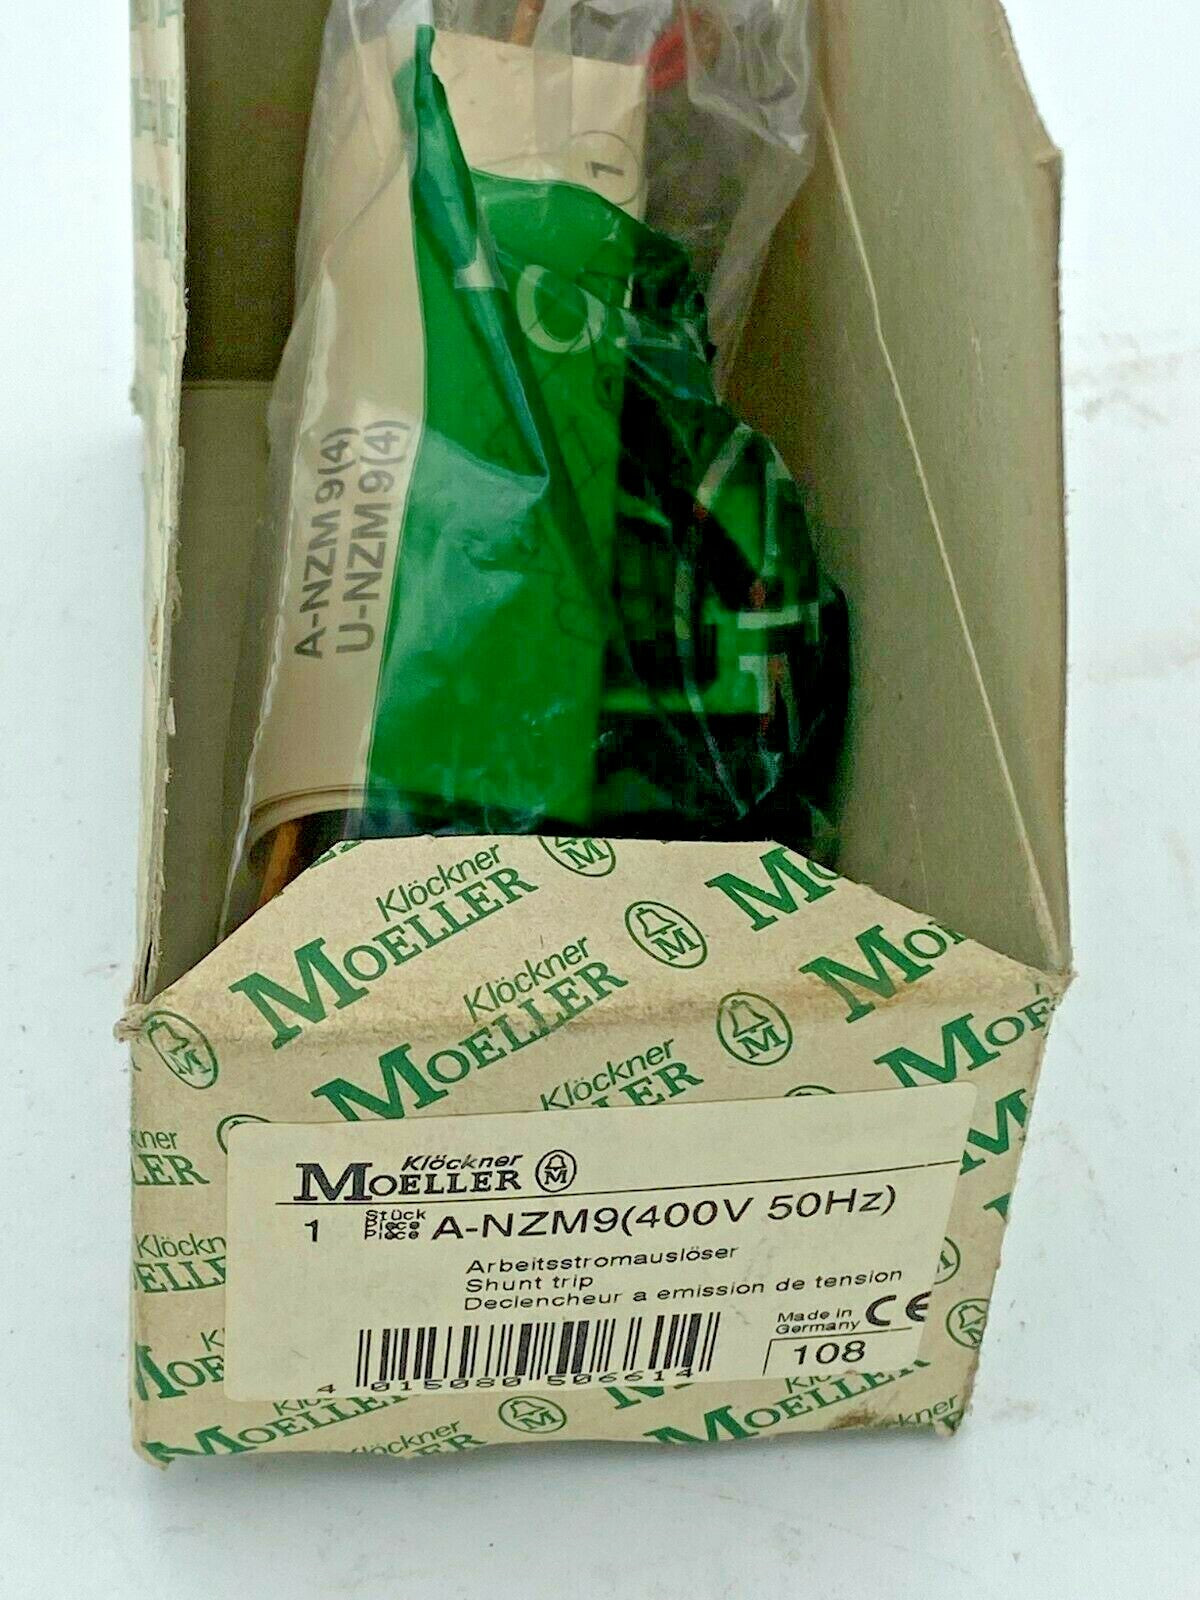 1
A-NZM 9(4)
U-NZM 9(4)
Klöckner
MOELLER
M
Klöckner
MOELLER
M
Klöckner
Klöckner
MOELLER M
1 Stück Piece Pièce A-NZM9(400V 50Hz)
Arbeitsstromauslöser
Shunt trip
Declencheur a emission de tension
Made in Germany CE
108
4 015080 506614